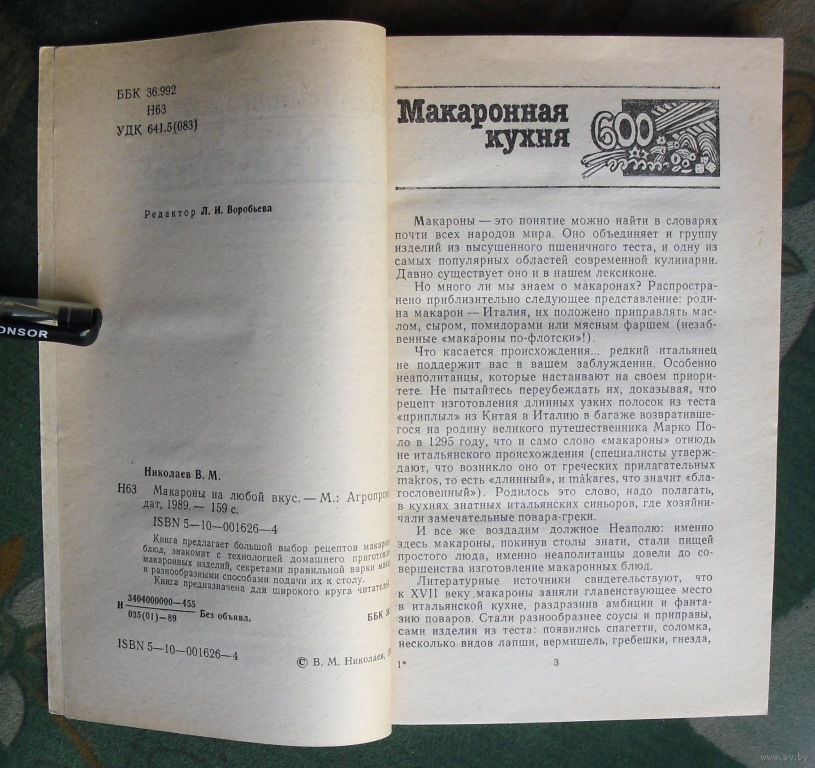 ББК 36.992
Н63
УДК 641.5(083)
Редактор Л. И. Воробьева
ONSOR
Николаев В. М.
Н63 Макароны на любой вкус. — М.: Агропром
дат, 1989. — 159 с.
ISBN 5—10—001626—4
Книга предлагает большой выбор рецептов макарон
блюд, знакомит с технологией домашнего приготовле
макаронных изделий, секретами правильной варки мака
и разнообразными способами подачи их к столу.
Книга предназначена для широкого круга читателей
Н 3404000000—455
035(01)—89 Без объявл.
ББК 36
ISBN 5—10—001626—4
© В. М. Николаев, 19
Макаронная
кухня
600
Макароны — это понятие можно найти в словарях
почти всех народов мира. Оно объединяет и группу
изделий из высушенного пшеничного теста, и одну из
самых популярных областей современной кулинарии.
Давно существует оно и в нашем лексиконе.
Но много ли мы знаем о макаронах? Распростра-
нено приблизительно следующее представление: роди-
на макарон — Италия, их положено приправлять мас-
лом, сыром, помидорами или мясным фаршем (незаб-
венные «макароны по-флотски»!).
Что касается происхождения... редкий итальянец
не поддержит вас в вашем заблуждении. Особенно
неаполитанцы, которые настаивают на своем приори-
тете. Не пытайтесь переубеждать их, доказывая, что
рецепт изготовления длинных узких полосок из теста
«приплыл» из Китая в Италию в багаже возвративше-
гося на родину великого путешественника Марко По-
ло в 1295 году, что и само слово «макароны» отнюдь
не итальянского происхождения (специалисты утверж-
дают, что возникло оно от греческих прилагательных
makros, то есть «длинный», и màkares, что значит «бла-
гословенный»). Родилось это слово, надо полагать,
в кухнях знатных итальянских синьоров, где хозяйни-
чали замечательные повара-греки.
И все же воздадим должное Неаполю: именно
здесь макароны, покинув столы знати, стали пищей
простого люда, именно неаполитанцы довели до со-
вершенства изготовление макаронных блюд.
Литературные источники свидетельствуют, что
к XVII веку макароны заняли главенствующее место
в итальянской кухне, раздразнив амбиции и фанта-
зию поваров. Стали разнообразнее соусы и приправы,
сами изделия из теста: появились спагетти, соломка,
несколько видов лапши, вермишель, гребешки, гнезда,
1* 3
www.ay.by